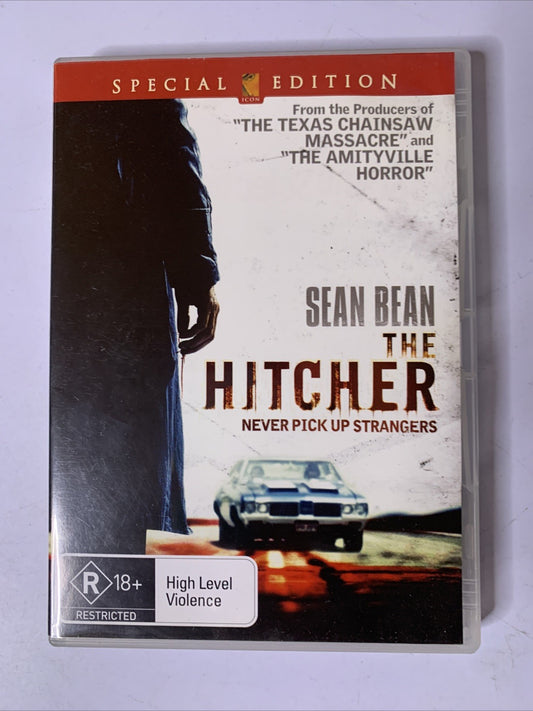 SPECIAL EDITION
ICON
From the Producers of
"THE TEXAS CHAINSAW
MASSACRE" and
"THE AMITYVILLE
HORROR"
SEAN BEAN
THE
HITCHER
NEVER PICK UP STRANGERS
R 18+
RESTRICTED
High Level
Violence